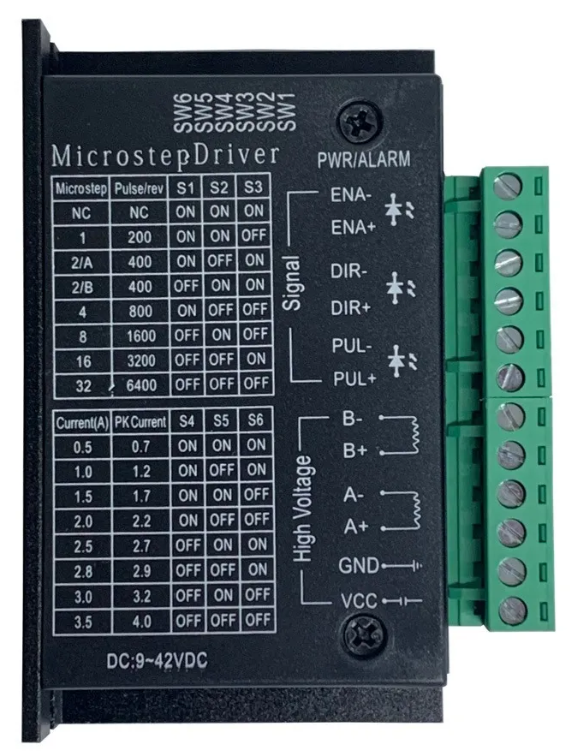 SW6
SW5
SW4
SW3
SW2
SW1
MicrostepDriver
PWR/ALARM
Microstep Pulse/rev S1 S2 S3
NC NC ON ON ON
1 200 ON ON OFF
2/A 400 ON OFF ON
2/B 400 OFF ON ON
4 800 ON OFF OFF
8 1600 OFF ON OFF
16 3200 OFF OFF ON
32 6400 OFF OFF OFF
Current(A) PK Current S4 S5 S6
0.5 0.7 ON ON ON
1.0 1.2 ON OFF ON
1.5 1.7 ON ON OFF
2.0 2.2 ON OFF OFF
2.5 2.7 OFF ON ON
2.8 2.9 OFF OFF ON
3.0 3.2 OFF ON OFF
3.5 4.0 OFF OFF OFF
DC:9~42VDC
Signal
ENA-
ENA+
DIR-
DIR+
PUL-
PUL+
High Voltage
B-
B+
A-
A+
GND
VCC